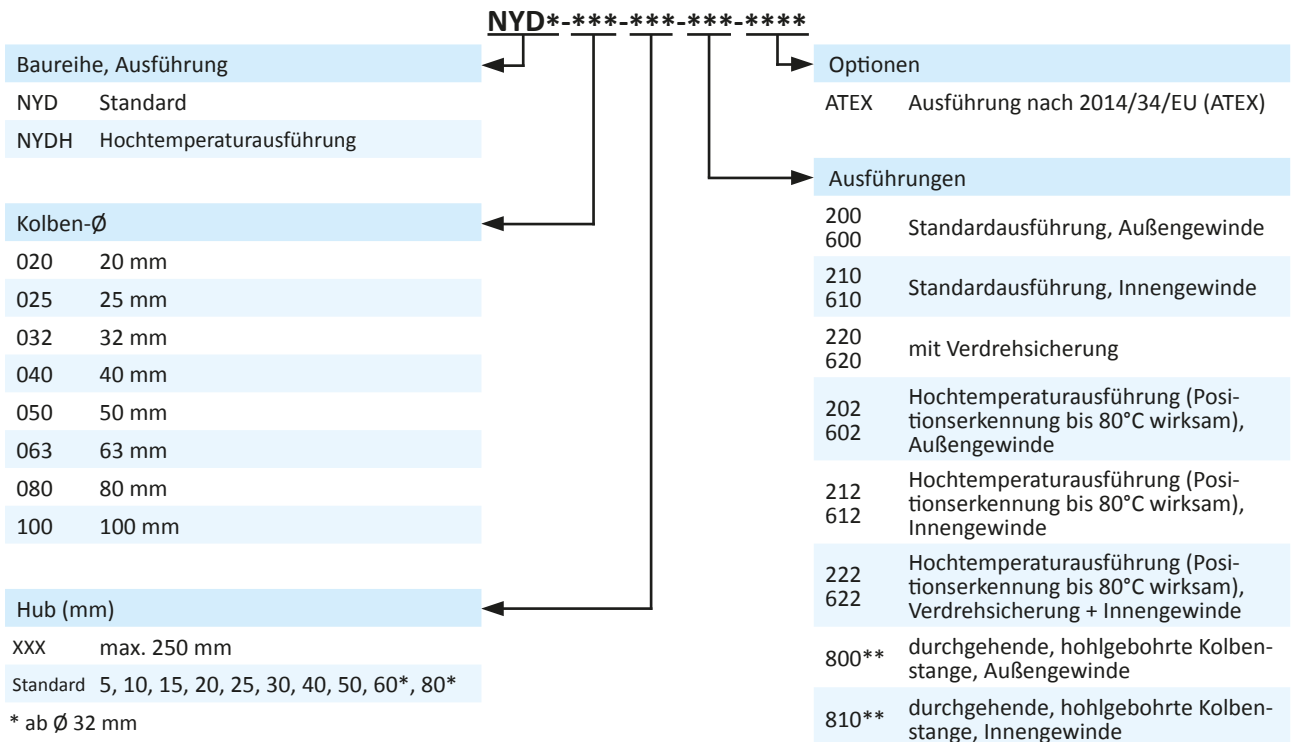 NYD*-***-***-***-****
Baureihe, Ausführung
NYD Standard
NYDH Hochtemperaturausführung
Kolben-Ø
020 20 mm
025 25 mm
032 32 mm
040 40 mm
050 50 mm
063 63 mm
080 80 mm
100 100 mm
Hub (mm)
XXX max. 250 mm
Standard 5, 10, 15, 20, 25, 30, 40, 50, 60*, 80*
* ab Ø 32 mm
Optionen
ATEX Ausführung nach 2014/34/EU (ATEX)
Ausführungen
200
600
Standardausführung, Außengewinde
210
610
Standardausführung, Innengewinde
220
620
mit Verdrehsicherung
202
602
Hochtemperaturausführung (Posi-
tionserkennung bis 80°C wirksam),
Außengewinde
212
612
Hochtemperaturausführung (Posi-
tionserkennung bis 80°C wirksam),
Innengewinde
222
622
Hochtemperaturausführung (Posi-
tionserkennung bis 80°C wirksam),
Verdrehsicherung + Innengewinde
800**
durchgehende, hohlgebohrte Kolben-
stange, Außengewinde
810**
durchgehende, hohlgebohrte Kolben-
stange, Innengewinde